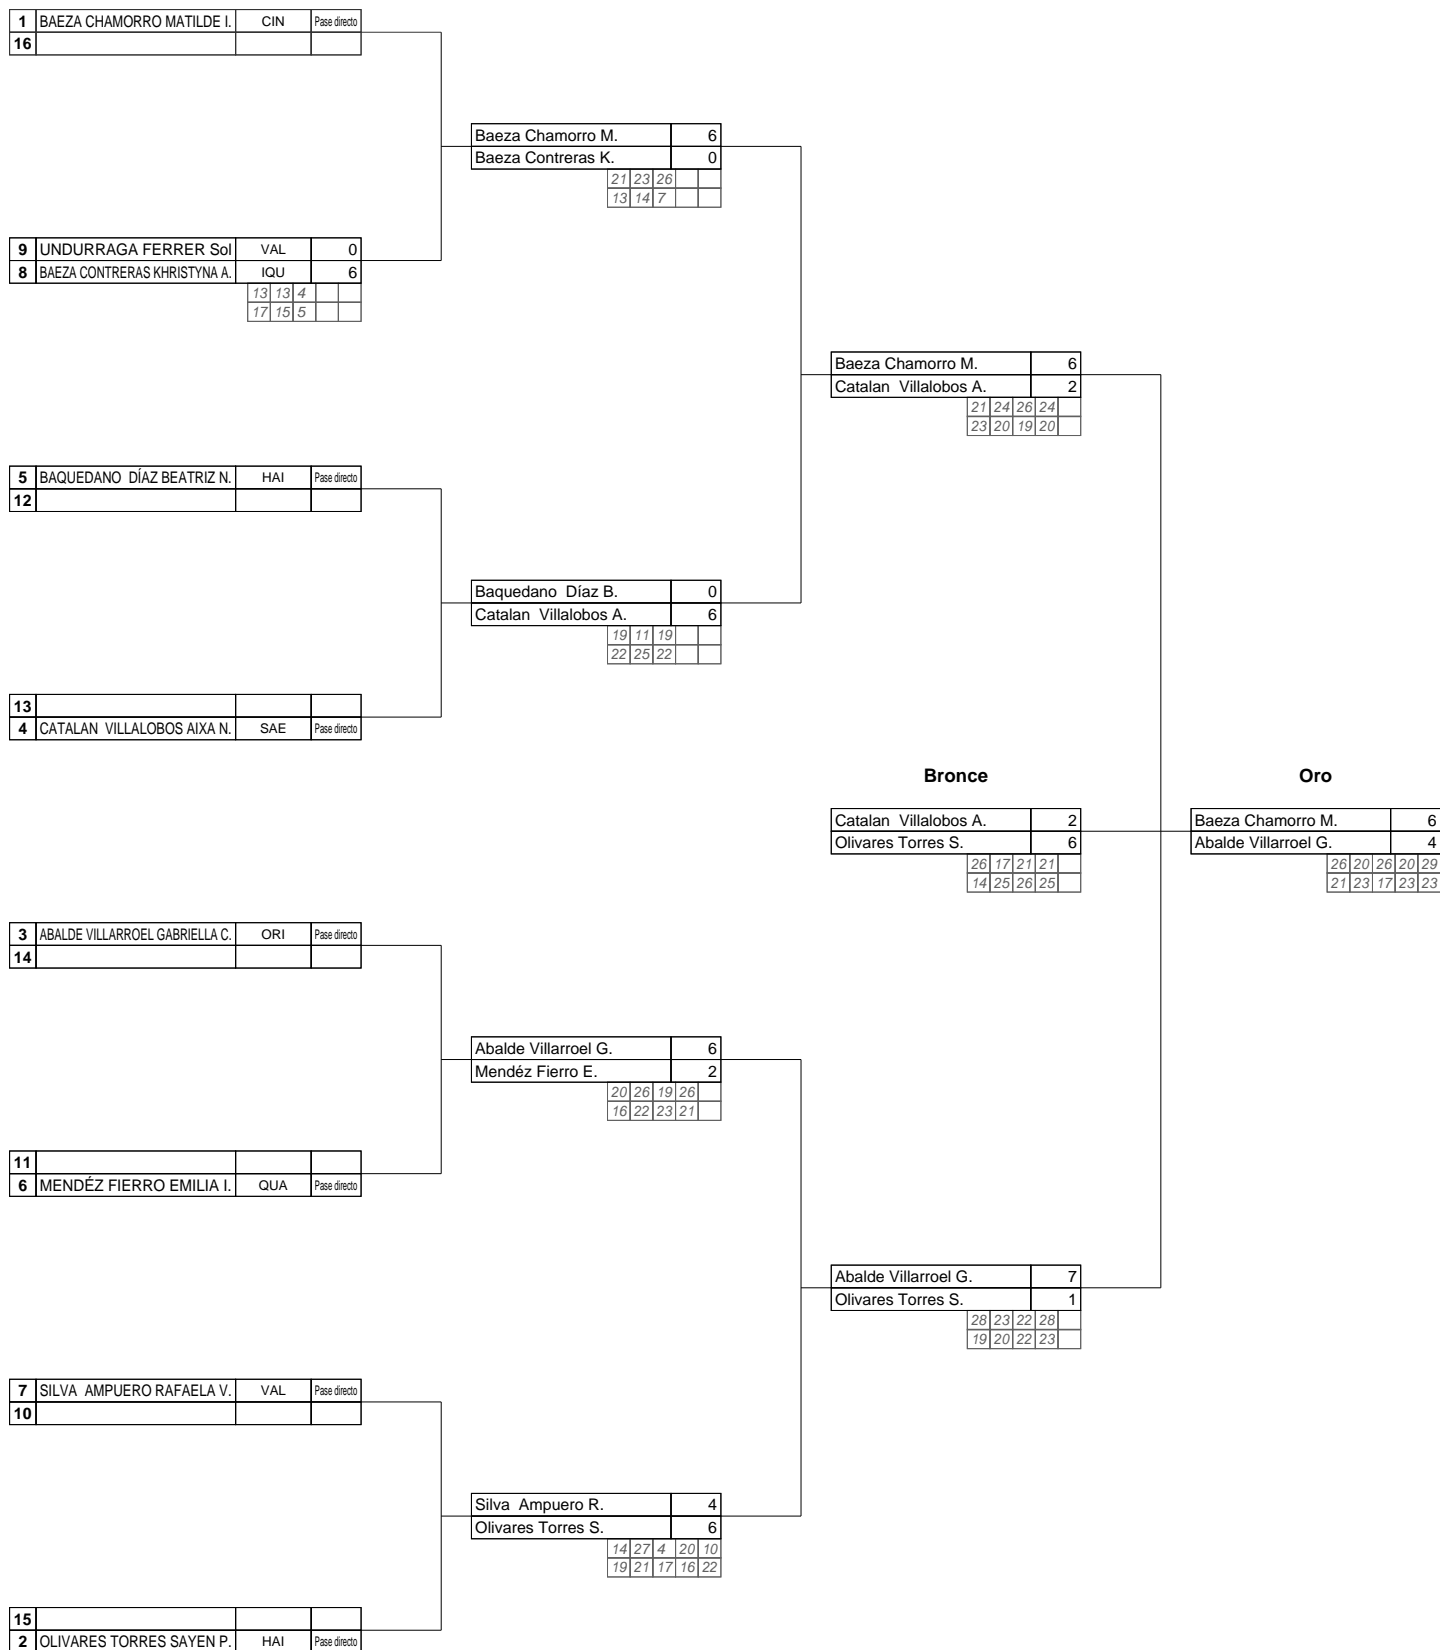 1 BAEZA CHAMORRO MATILDE I. CIN Pase directo
16
Baeza Chamorro M. 6
Baeza Contreras K. 0
21 23 26
13 14 7
9 UNDURRAGA FERRER Sol VAL 0
8 BAEZA CONTRERAS KHRISTYNA A. IQU 6
13 13 4
17 15 5
Baeza Chamorro M. 6
Catalan Villalobos A. 2
21 24 26 24
23 20 19 20
5 BAQUEDANO DÍAZ BEATRIZ N. HAI Pase directo
12
Baquedano Díaz B. 0
Catalan Villalobos A. 6
19 11 19
22 25 22
13
4 CATALAN VILLALOBOS AIXA N. SAE Pase directo
Bronce
Catalan Villalobos A. 2
Olivares Torres S. 6
26 17 21 21
14 25 26 25
Oro
Baeza Chamorro M. 6
Abalde Villarroel G. 4
26 20 26 20 29
21 23 17 23 23
3 ABALDE VILLARROEL GABRIELLA C. ORI Pase directo
14
Abalde Villarroel G. 6
Mendéz Fierro E. 2
20 26 19 26
16 22 23 21
11
6 MENDÉZ FIERRO EMILIA I. QUA Pase directo
Abalde Villarroel G. 7
Olivares Torres S. 1
28 23 22 28
19 20 22 23
7 SILVA AMPUERO RAFAELA V. VAL Pase directo
10
Silva Ampuero R. 4
Olivares Torres S. 6
14 27 4 20 10
19 21 17 16 22
15
2 OLIVARES TORRES SAYEN P. HAI Pase directo